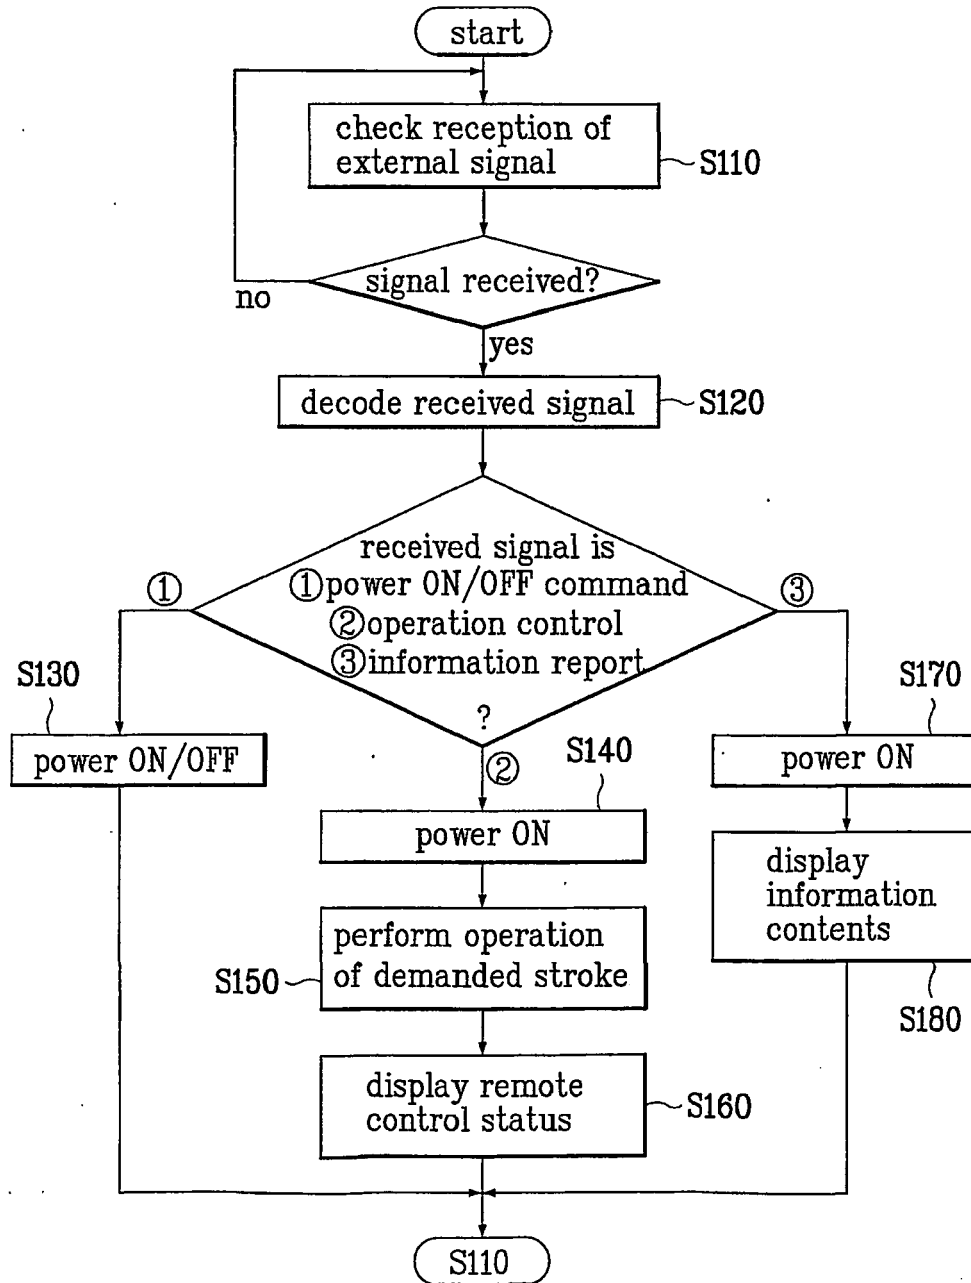 start
check reception of
external signal
S110
signal received?
no
yes
decode received signal
S120
received signal is
①power ON/OFF command
②operation control
③information report
?
①
②
③
S130
power ON/OFF
S140
power ON
S150
perform operation
of demanded stroke
display remote
control status
S160
S170
power ON
display
information
contents
S180
S110